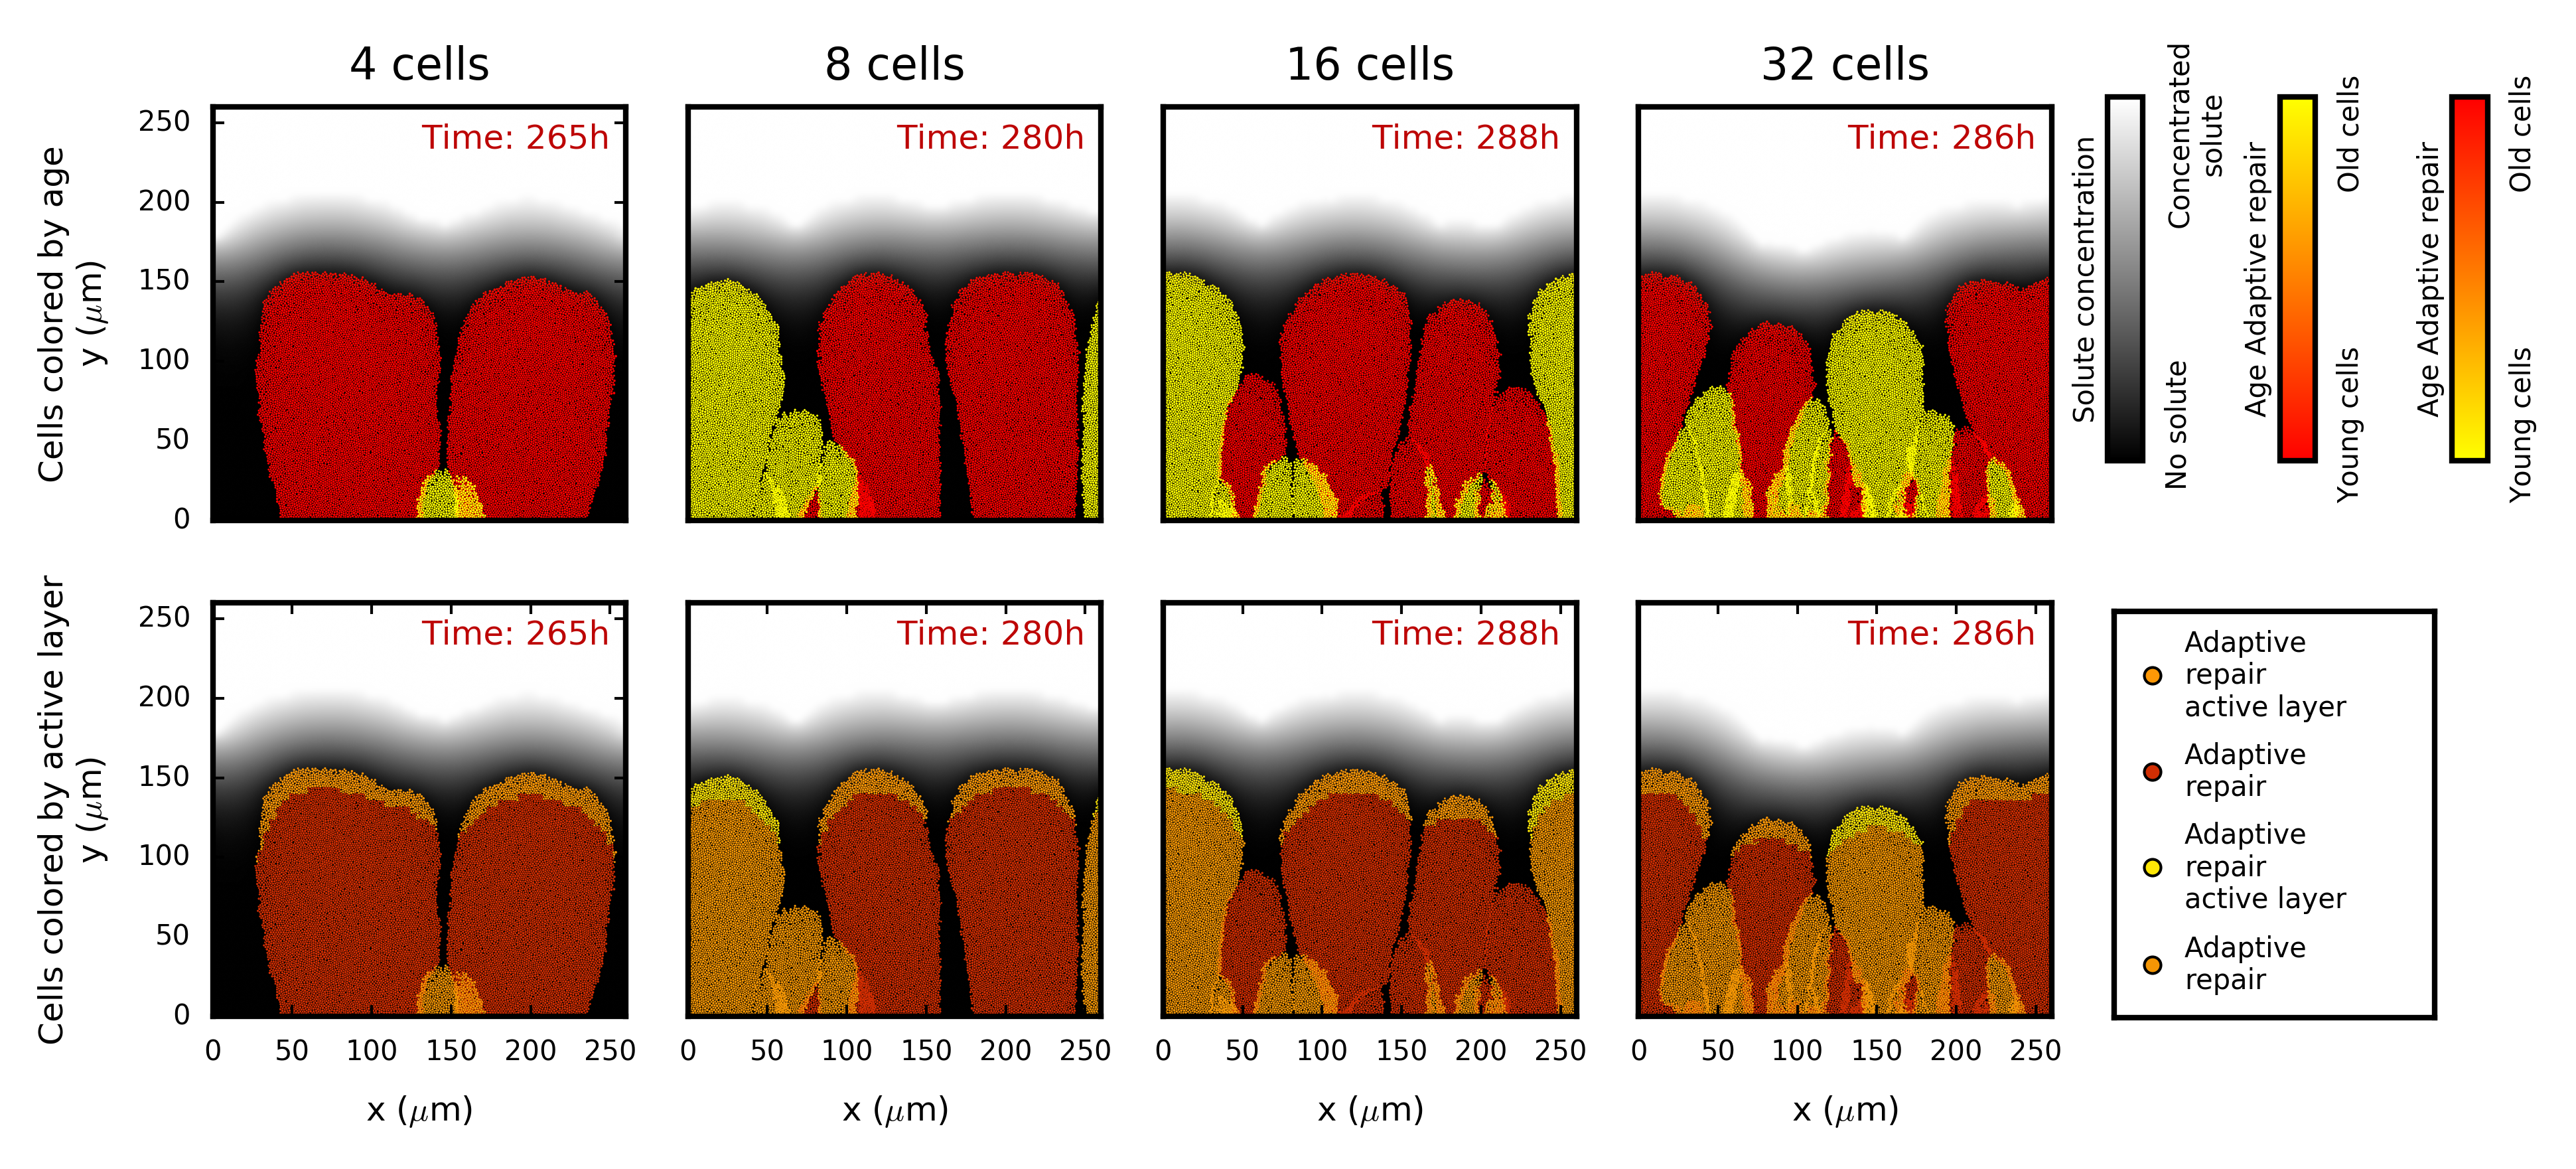 4 cells
8 cells
16 cells
32 cells
Cells colored by age
y (μm)
250
200
150
100
50
0
Time: 265h
Time: 280h
Time: 288h
Time: 286h
Solute concentration
No solute
Concentrated
solute
Age Adaptive repair
Young cells
Old cells
Age Adaptive repair
Young cells
Old cells
Cells colored by active layer
y (μm)
250
200
150
100
50
0
Time: 265h
Time: 280h
Time: 288h
Time: 286h
0 50 100 150 200 250
0 50 100 150 200 250
0 50 100 150 200 250
0 50 100 150 200 250
x (μm)
x (μm)
x (μm)
x (μm)
Adaptive
repair
active layer
Adaptive
repair
Adaptive
repair
active layer
Adaptive
repair